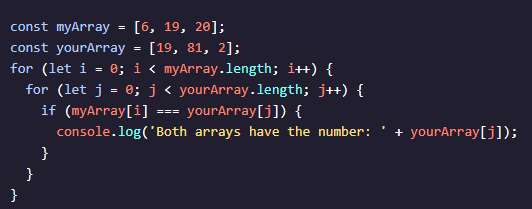 const myArray = [6, 19, 20];
const yourArray = [19, 81, 2];
for (let i = 0; i < myArray.length; i++) {
  for (let j = 0; j < yourArray.length; j++) {
    if (myArray[i] === yourArray[j]) {
      console.log('Both arrays have the number: ' + yourArray[j]);
    }
  }
}